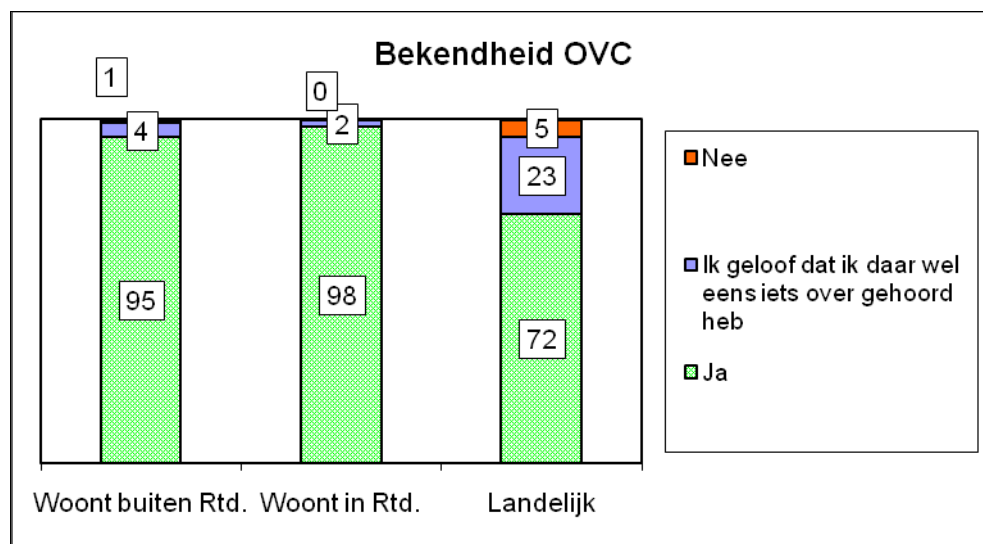 Bekendheid OVC
1
0
4
2
5
23
95
98
72
Nee
Ik geloof dat ik daar wel
eens iets over gehoord
heb
Ja
Woont buiten Rtd.
Woont in Rtd.
Landelijk